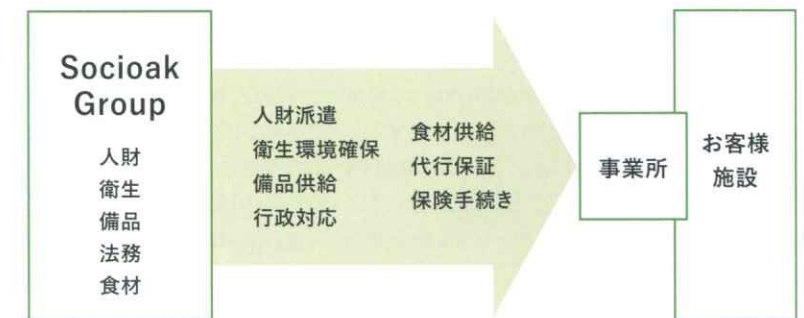 Socioak
Group
人財
衛生
備品
法務
食材
人財派遣
衛生環境確保
備品供給
行政対応
食材供給
代行保証
保険手続き
事業所
お客様
施設